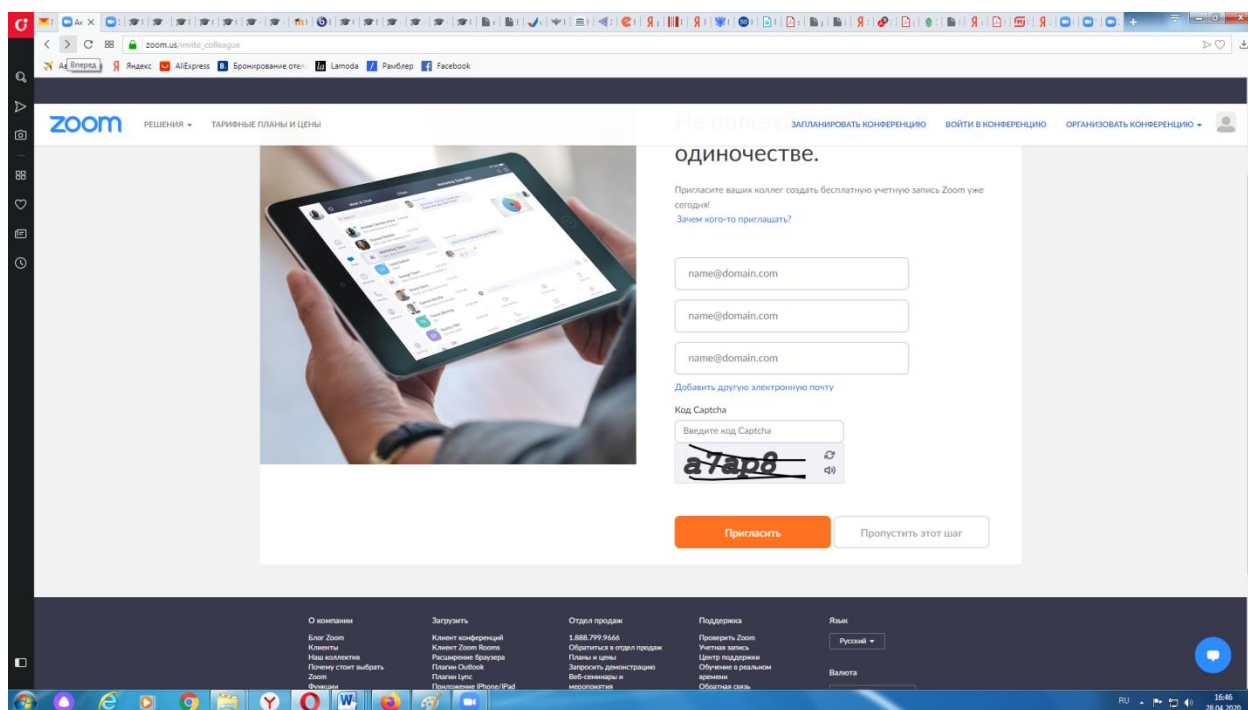 zoom.us/invite_colleague
Вперед
Яндекс
AliExpress
Бронирование отел
Lamoda
Рамблер
Facebook
zoom
РЕШЕНИЯ
ТАРИФНЫЕ ПЛАНЫ И ЦЕНЫ
ЗАПЛАНИРОВАТЬ КОНФЕРЕНЦИЮ
ВОЙТИ В КОНФЕРЕНЦИЮ
ОРГАНИЗОВАТЬ КОНФЕРЕНЦИЮ
одиночестве.
Пригласите ваших коллег создать бесплатную учетную запись Zoom уже
сегодня!
Зачем кого-то приглашать?
name@domain.com
name@domain.com
name@domain.com
Добавить другую электронную почту
Код Captcha
Введите код Captcha
a7ap8
Пригласить
Пропустить этот шаг
О компании
Блог Zoom
Клиенты
Наш коллектив
Почему стоит выбрать
Zoom
Функции
Загрузить
Клиент конференций
Клиент Zoom Rooms
Расширение браузера
Плагин Outlook
Плагин Lync
Приложение iPhone/iPad
Отдел продаж
1.888.799.9666
Обратиться в отдел продаж
Планы и цены
Запросить демонстрацию
Веб-семинары и
мероприятия
Поддержка
Проверить Zoom
Учетная запись
Центр поддержки
Обучение в реальном
времени
Обратная связь
Язык
Русский
Валюта
RU
16:46
28.04.2020